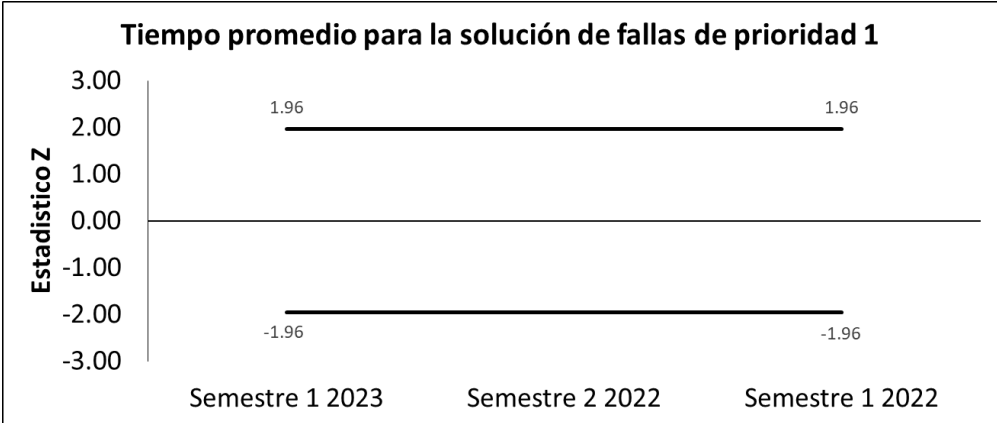 Tiempo promedio para la solución de fallas de prioridad 1
Estadistico Z
3.00
2.00
1.00
0.00
-1.00
-2.00
-3.00
1.96
1.96
-1.96
-1.96
Semestre 1 2023
Semestre 2 2022
Semestre 1 2022